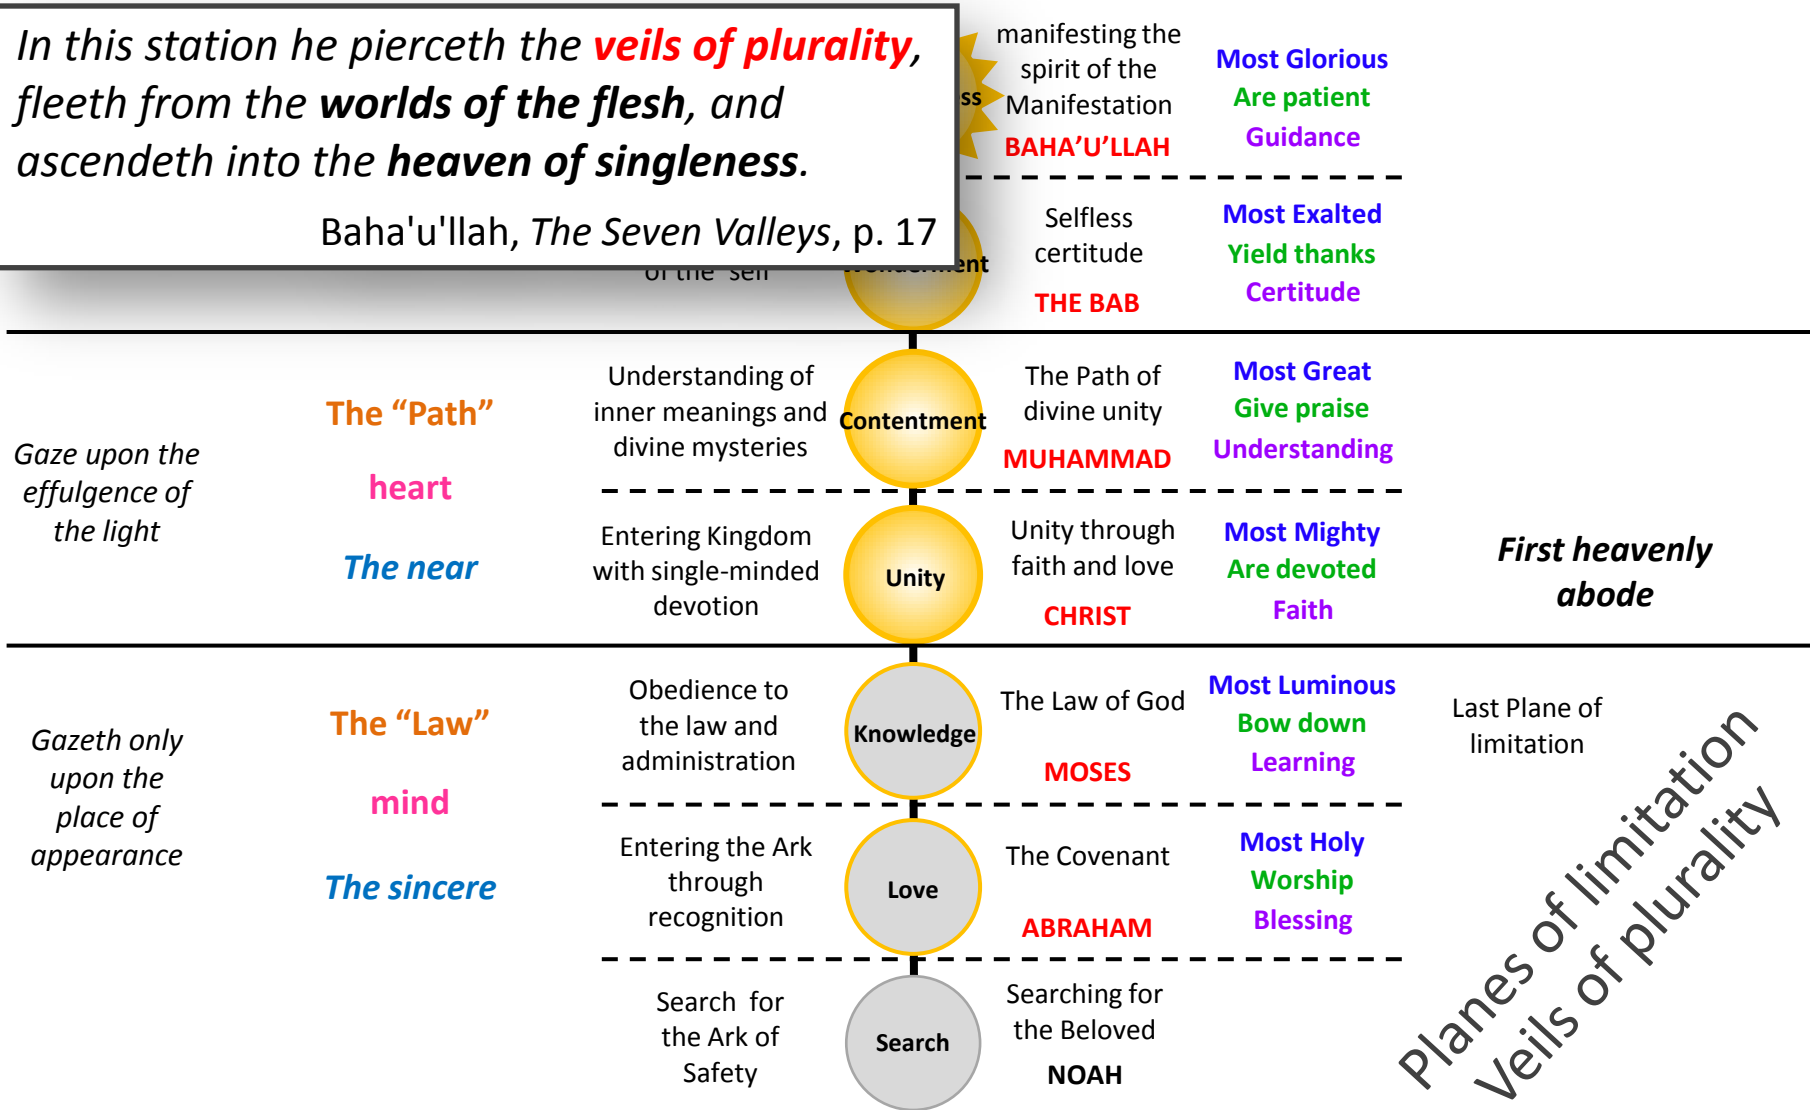 In this station he pierceth the veils of plurality,
fleeth from the worlds of the flesh, and
ascendeth into the heaven of singleness.
Baha'u'llah, The Seven Valleys, p. 17
manifesting the
spirit of the
Manifestation
BAHA’U’LLAH
Most Glorious
Are patient
Guidance
of the self
Selfless
certitude
THE BAB
Most Exalted
Yield thanks
Certitude
Gaze upon the
effulgence of
the light
The “Path”
heart
The near
Understanding of
inner meanings and
divine mysteries
Contentment
The Path of
divine unity
MUHAMMAD
Most Great
Give praise
Understanding
Entering Kingdom
with single-minded
devotion
Unity
Unity through
faith and love
CHRIST
Most Mighty
Are devoted
Faith
First heavenly
abode
Gazeth only
upon the
place of
appearance
The “Law”
mind
The sincere
Obedience to
the law and
administration
Knowledge
The Law of God
MOSES
Most Luminous
Bow down
Learning
Last Plane of
limitation
Entering the Ark
through
recognition
Love
The Covenant
ABRAHAM
Most Holy
Worship
Blessing
Search for
the Ark of
Safety
Search
Searching for
the Beloved
NOAH
Planes of limitation
Veils of plurality